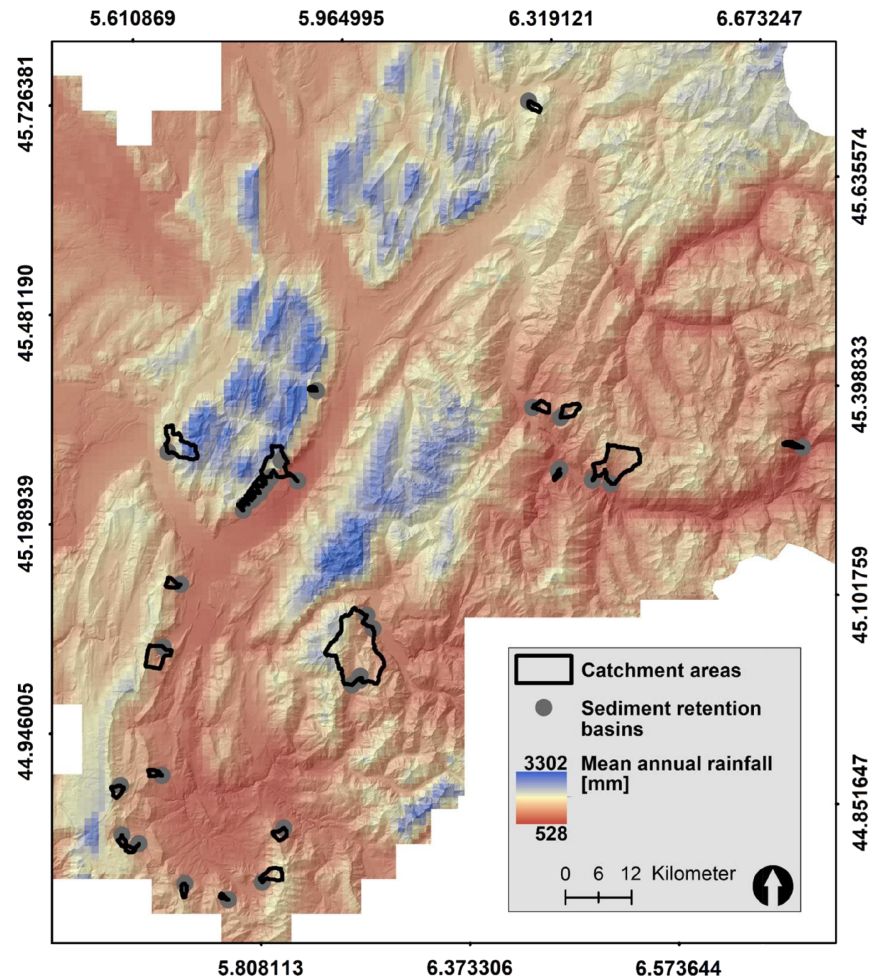 5.610869 5.964995 6.319121 6.673247
45.726381
45.635574
45.481190
45.398833
45.198939
45.101759
44.946005
44.851647
Catchment areas
Sediment retention
basins
3302 Mean annual rainfall
[mm]
528
0 6 12 Kilometer
5.808113 6.373306 6.573644